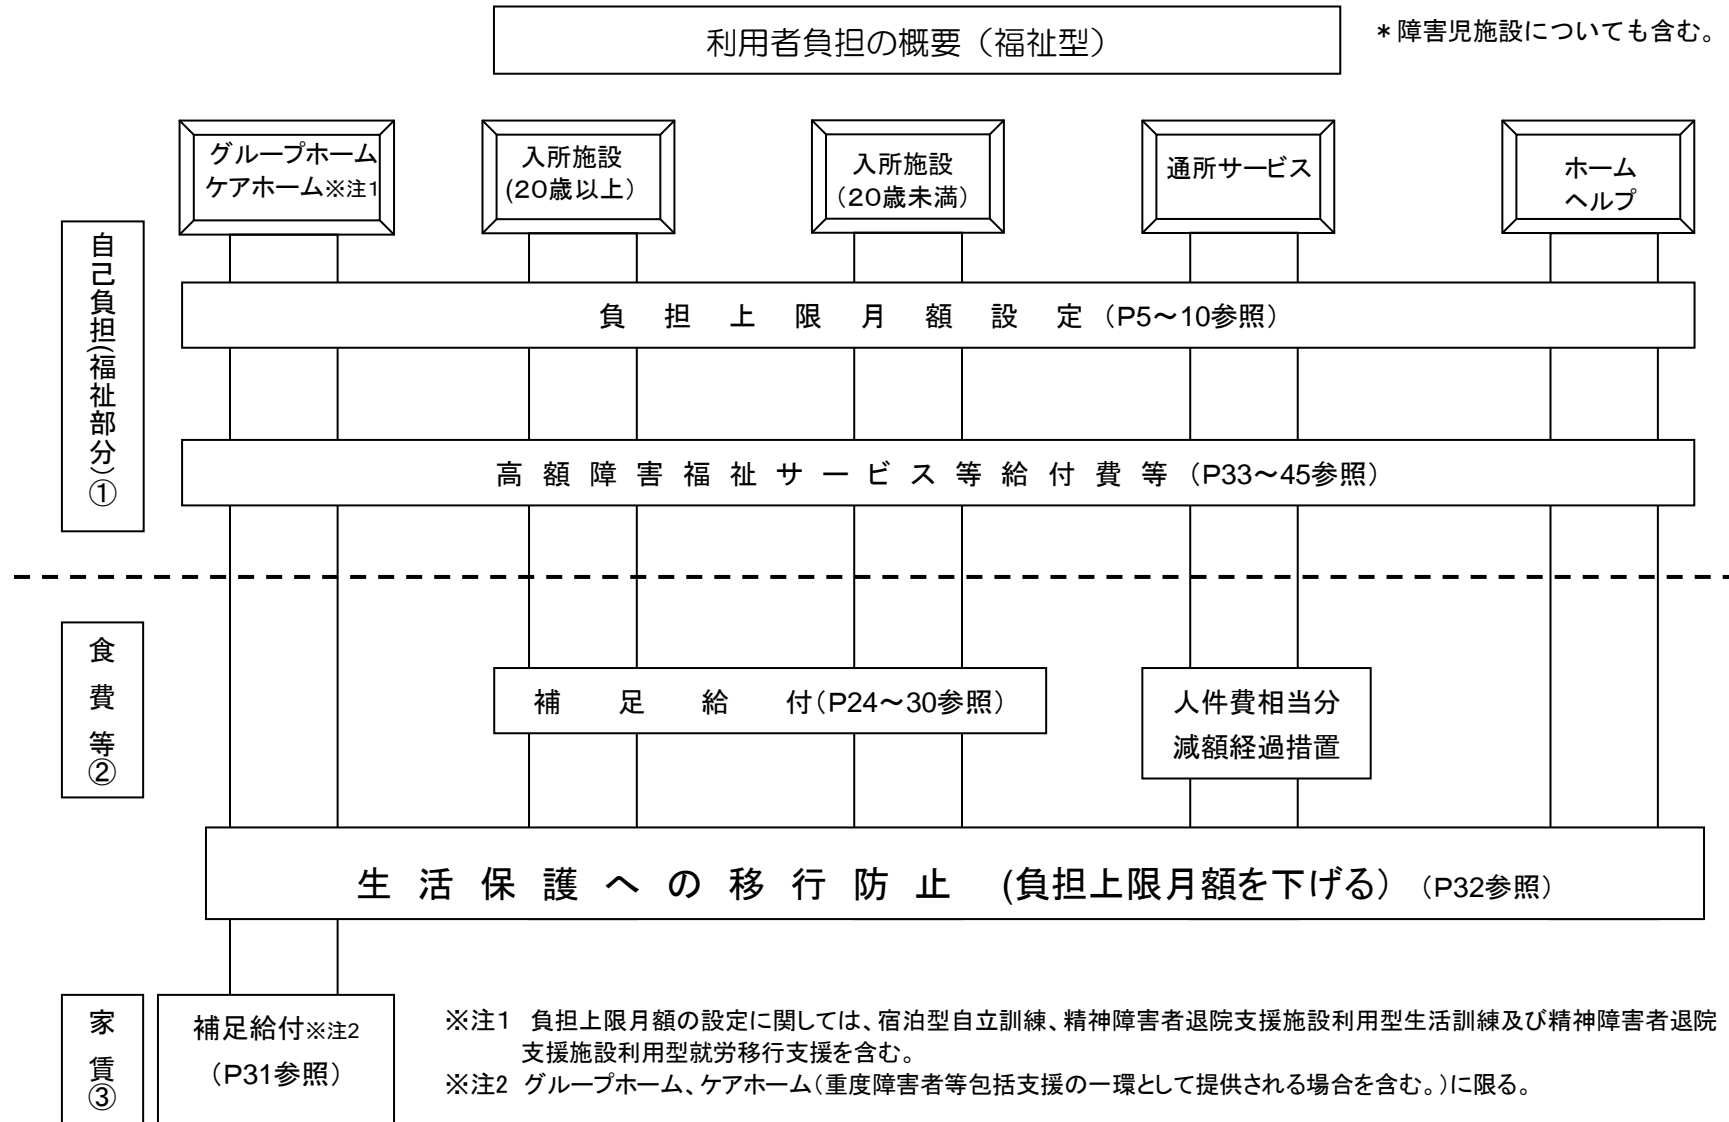 利用者負担の概要（福祉型）
＊障害児施設についても含む。
グループホーム
ケアホーム※注1
入所施設
(20歳以上）
入所施設
（20歳未満）
通所サービス
ホーム
ヘルプ
自己負担(福祉部分)①
負担上限月額設定（P5～10参照）
高額障害福祉サービス等給付費等（P33～45参照）
食費等②
補足給付（P24～30参照）
人件費相当分
減額経過措置
生活保護への移行防止 (負担上限月額を下げる）（P32参照）
家賃③
補足給付※注2
（P31参照）
※注1 負担上限月額の設定に関しては、宿泊型自立訓練、精神障害者退院支援施設利用型生活訓練及び精神障害者退院
支援施設利用型就労移行支援を含む。
※注2 グループホーム、ケアホーム（重度障害者等包括支援の一環として提供される場合を含む。）に限る。